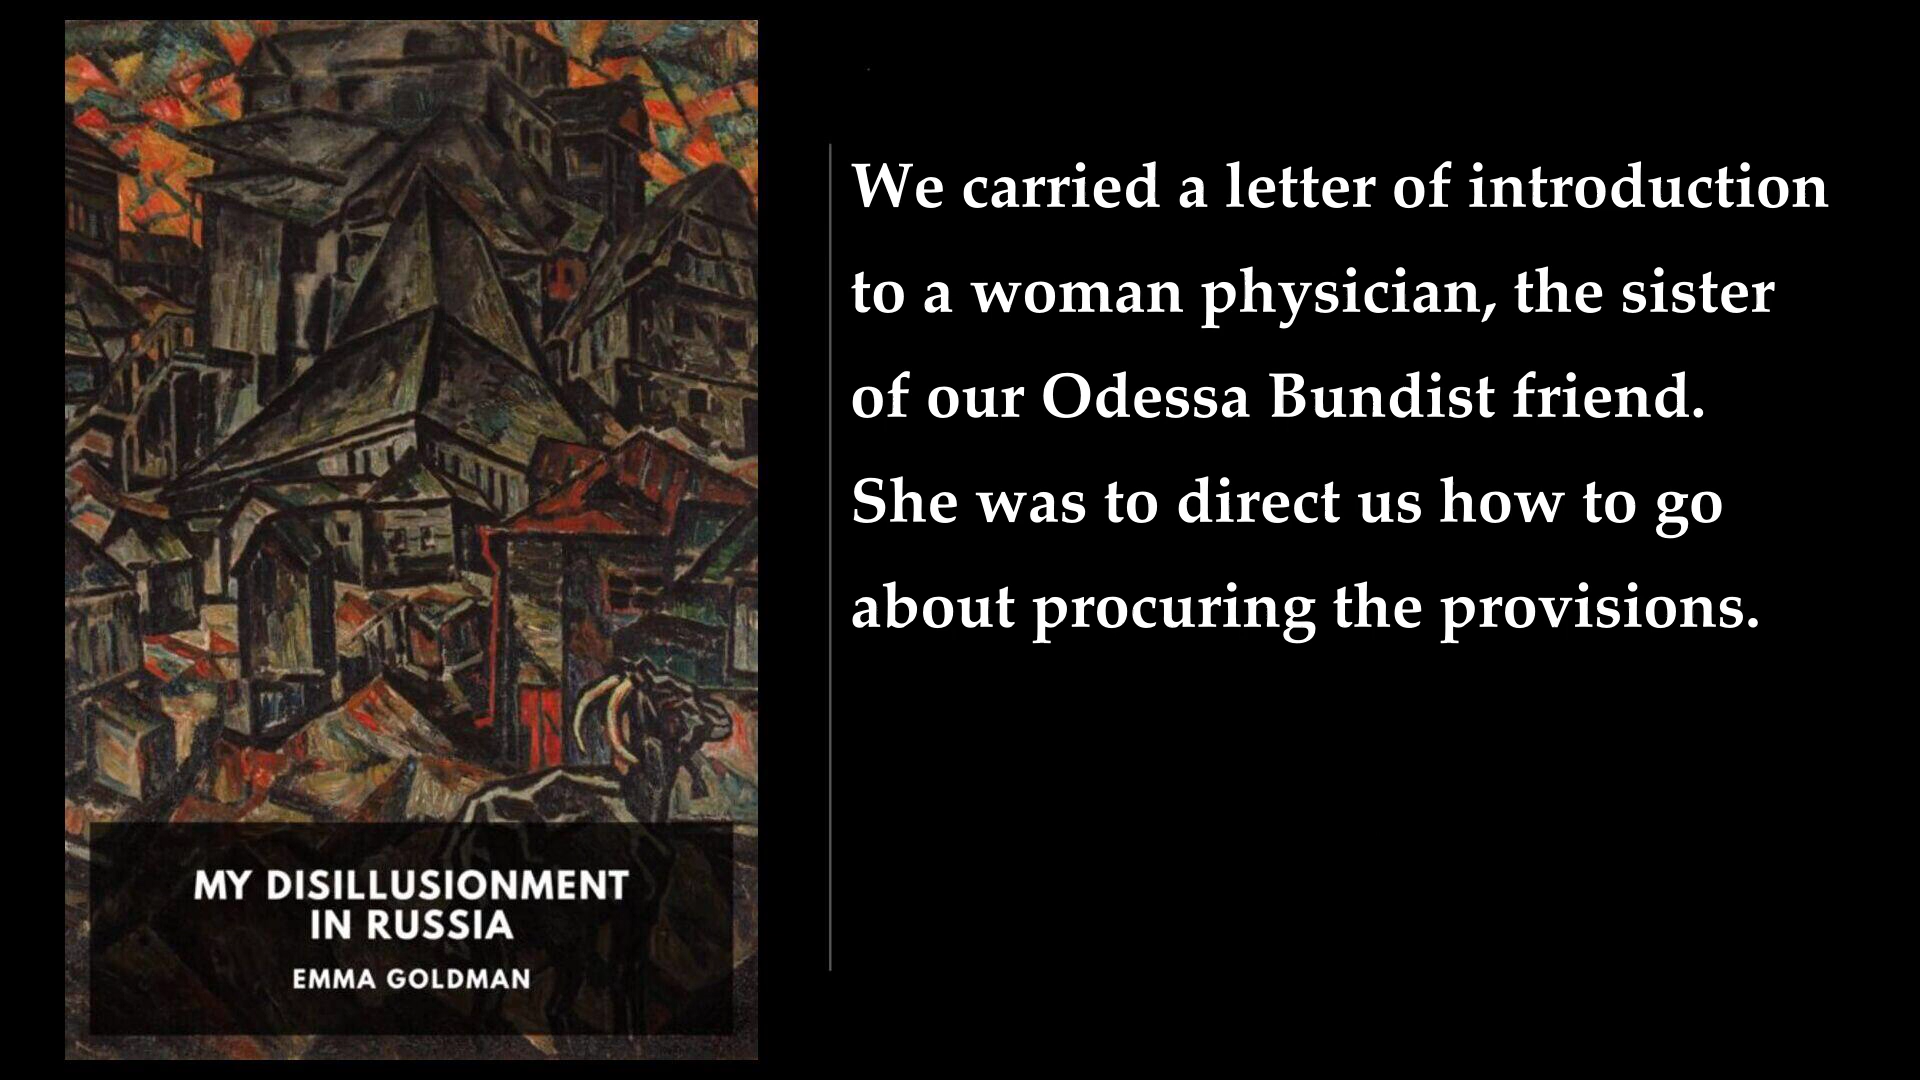 We carried a letter of introduction
to a woman physician, the sister
of our Odessa Bundist friend.
She was to direct us how to go
about procuring the provisions.
MY DISILLUSIONMENT
IN RUSSIA
EMMA GOLDMAN